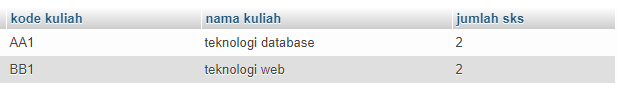 kode kuliah nama kuliah jumlah sks
AA1 teknologi database 2
BB1 teknologi web 2